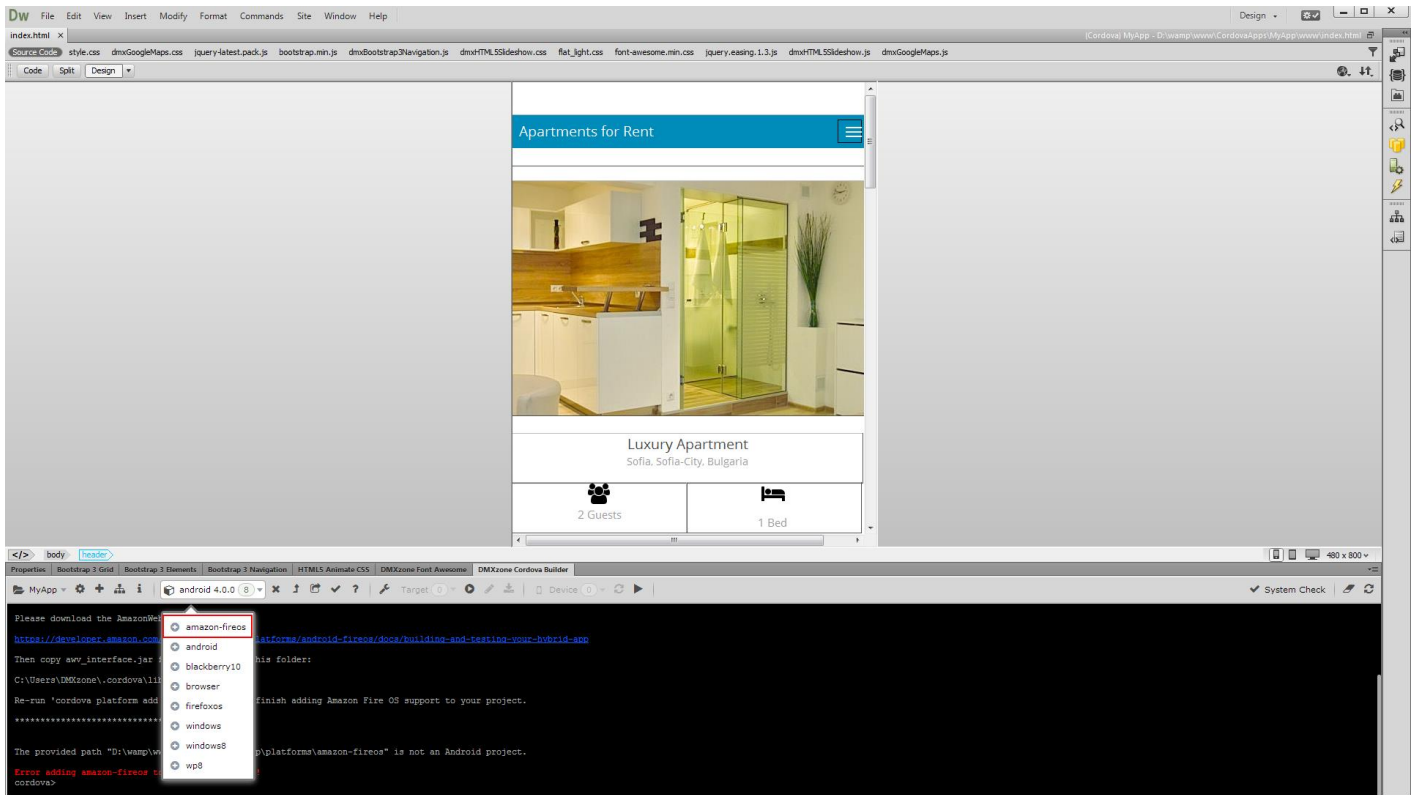 Dw File Edit View Insert Modify Format Commands Site Window Help Design
index.html × (Cordova) MyApp - D:\wamp\www\CordovaApps\MyApp\www\index.html
Source Code style.css dmxGoogleMaps.css jquery-latest.pack.js bootstrap.min.js dmxBootstrap3Navigation.js dmxHTML5Slideshow.css flat_light.css font-awesome.min.css jquery.easing.1.3.js dmxHTML5Slideshow.js dmxGoogleMaps.js
Code Split Design
Apartments for Rent
Luxury Apartment
Sofia, Sofia-City, Bulgaria
2 Guests
1 Bed
</> body header 480 x 800
Properties Bootstrap 3 Grid Bootstrap 3 Elements Bootstrap 3 Navigation HTML5 Animate CSS DMXzone Font Awesome DMXzone Cordova Builder
MyApp android 4.0.0 8 Target 0 Device 0 System Check
amazon-fireos
android
blackberry10
browser
firefoxos
windows
windows8
wp8
Please download the AmazonWeb
https://developer.amazon.com/ latforms/android-fireos/docs/building-and-testing-your-hybrid-app
Then copy awv_interface.jar his folder:
C:\Users\DMXzone\.cordova\lib
Re-run 'cordova platform add finish adding Amazon Fire OS support to your project.
The provided path "D:\wamp\ww p\platforms\amazon-fireos" is not an Android project.
Error adding amazon-fireos to !
cordova>